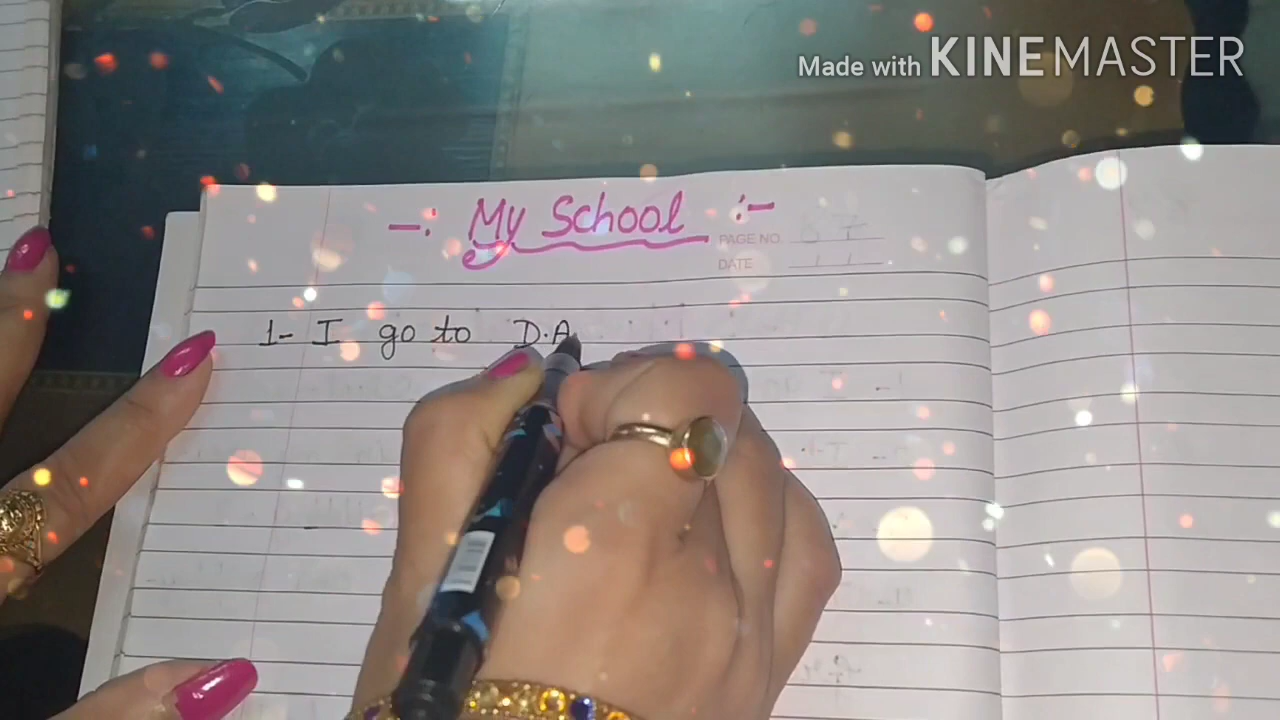 Made with KINEMASTER
-: My School :-
PAGE NO.
DATE
1- I go to D.A